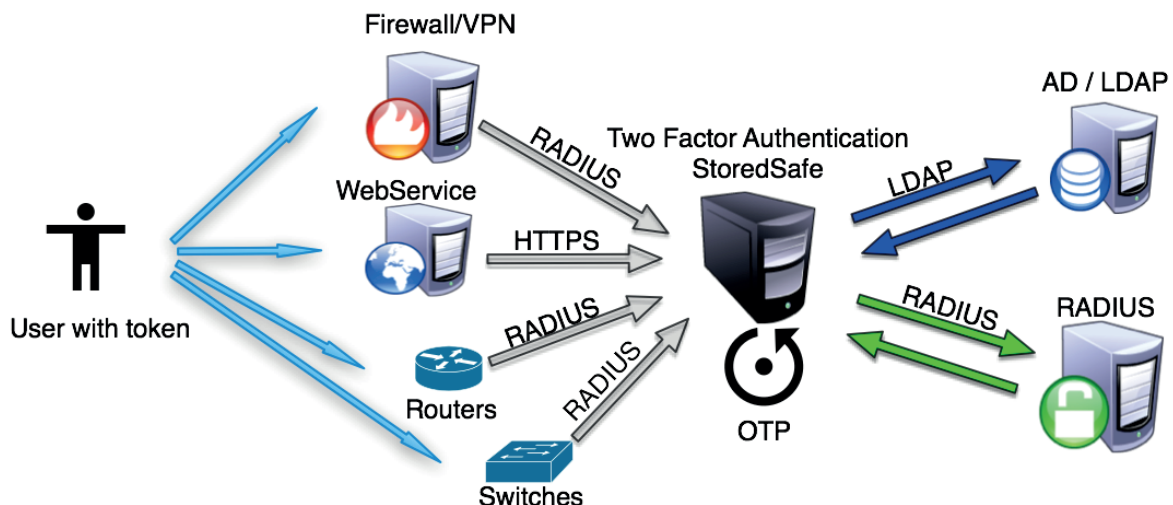 Firewall/VPN
RADIUS
WebService
HTTPS
User with token
RADIUS
Routers
RADIUS
Switches
Two Factor Authentication
StoredSafe
OTP
AD / LDAP
LDAP
RADIUS
RADIUS